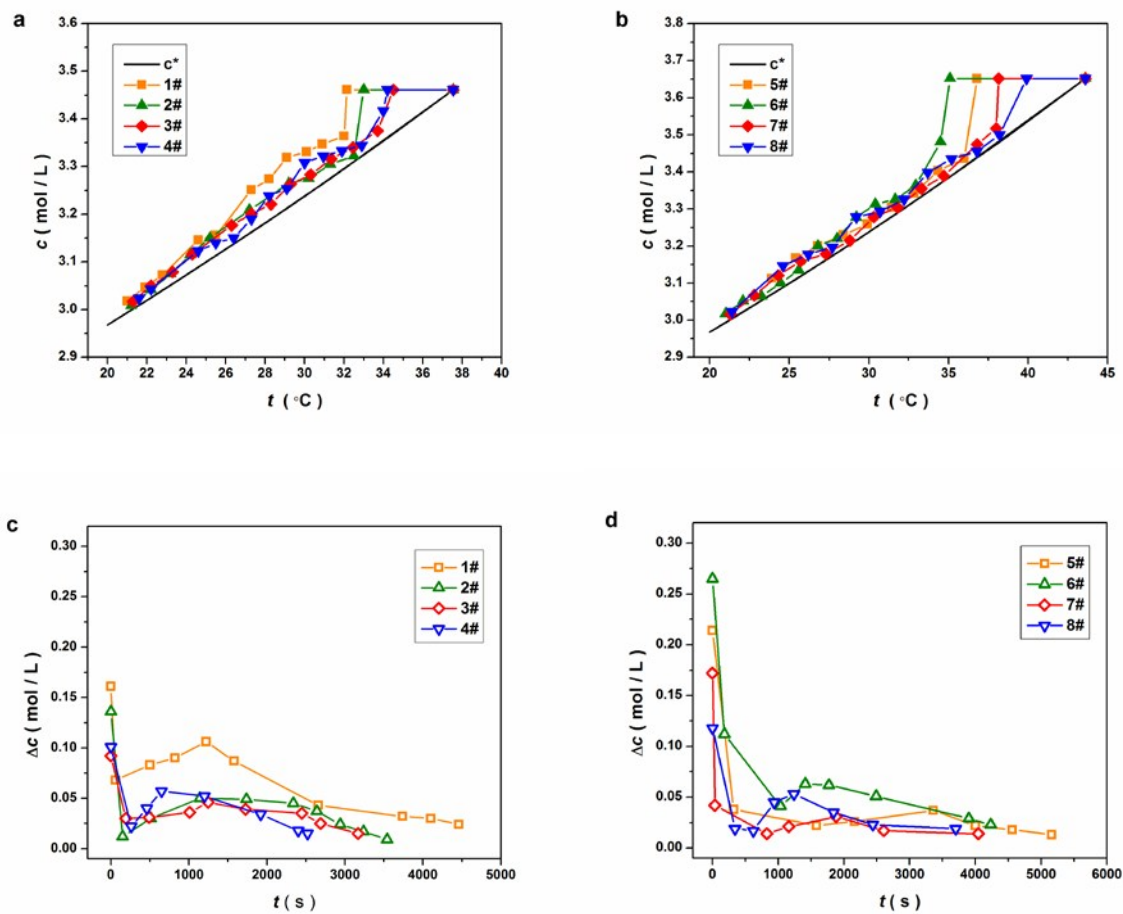 a
3.6
3.5
3.4
3.3
3.2
3.1
3.0
2.9
c ( mol / L )
c*
1#
2#
3#
4#
20 22 24 26 28 30 32 34 36 38 40
t ( °C )
b
3.8
3.7
3.6
3.5
3.4
3.3
3.2
3.1
3.0
2.9
c ( mol / L )
c*
5#
6#
7#
8#
20 25 30 35 40 45
t ( °C )
c
0.30
0.25
0.20
0.15
0.10
0.05
0.00
Δc ( mol / L )
1#
2#
3#
4#
0 1000 2000 3000 4000 5000
t ( s )
d
0.30
0.25
0.20
0.15
0.10
0.05
0.00
Δc ( mol / L )
5#
6#
7#
8#
0 1000 2000 3000 4000 5000 6000
t ( s )